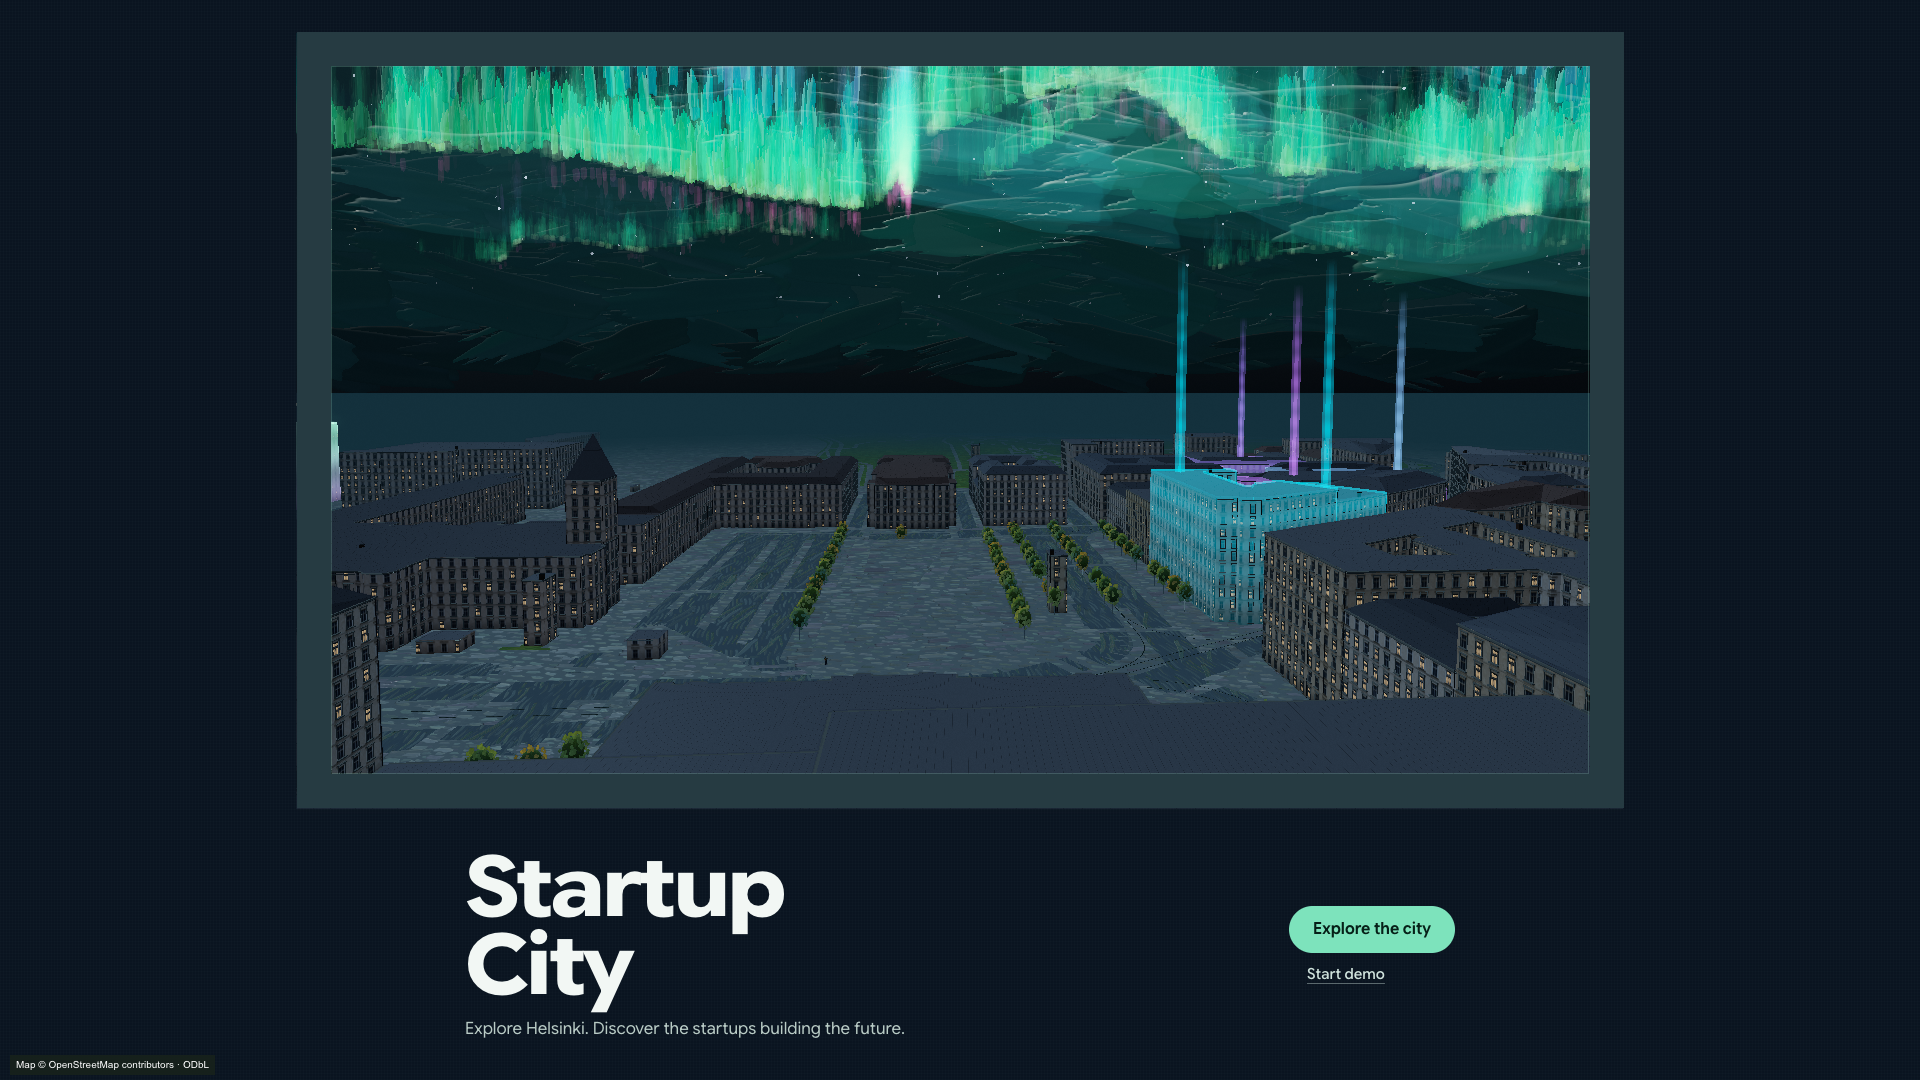 Startup
City
Explore Helsinki. Discover the startups building the future.
Explore the city
Start demo
Map © OpenStreetMap contributors · ODbL